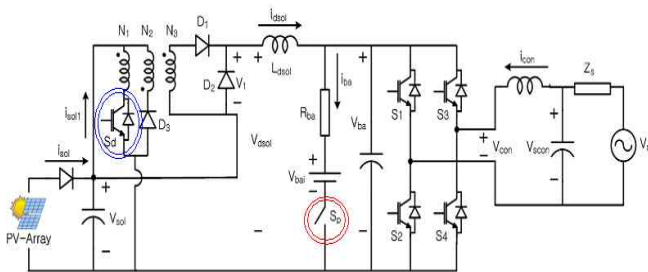 N1 N2 N3 D1 idsol
Ldsol
icon Zs
iba
D2 V1
isol1 Sd D3
Rba Vba
S1 S3
Vdsol
Vcon Vscon Vs
isol
Vbai
Vsol Sp
S2 S4
PV-Array